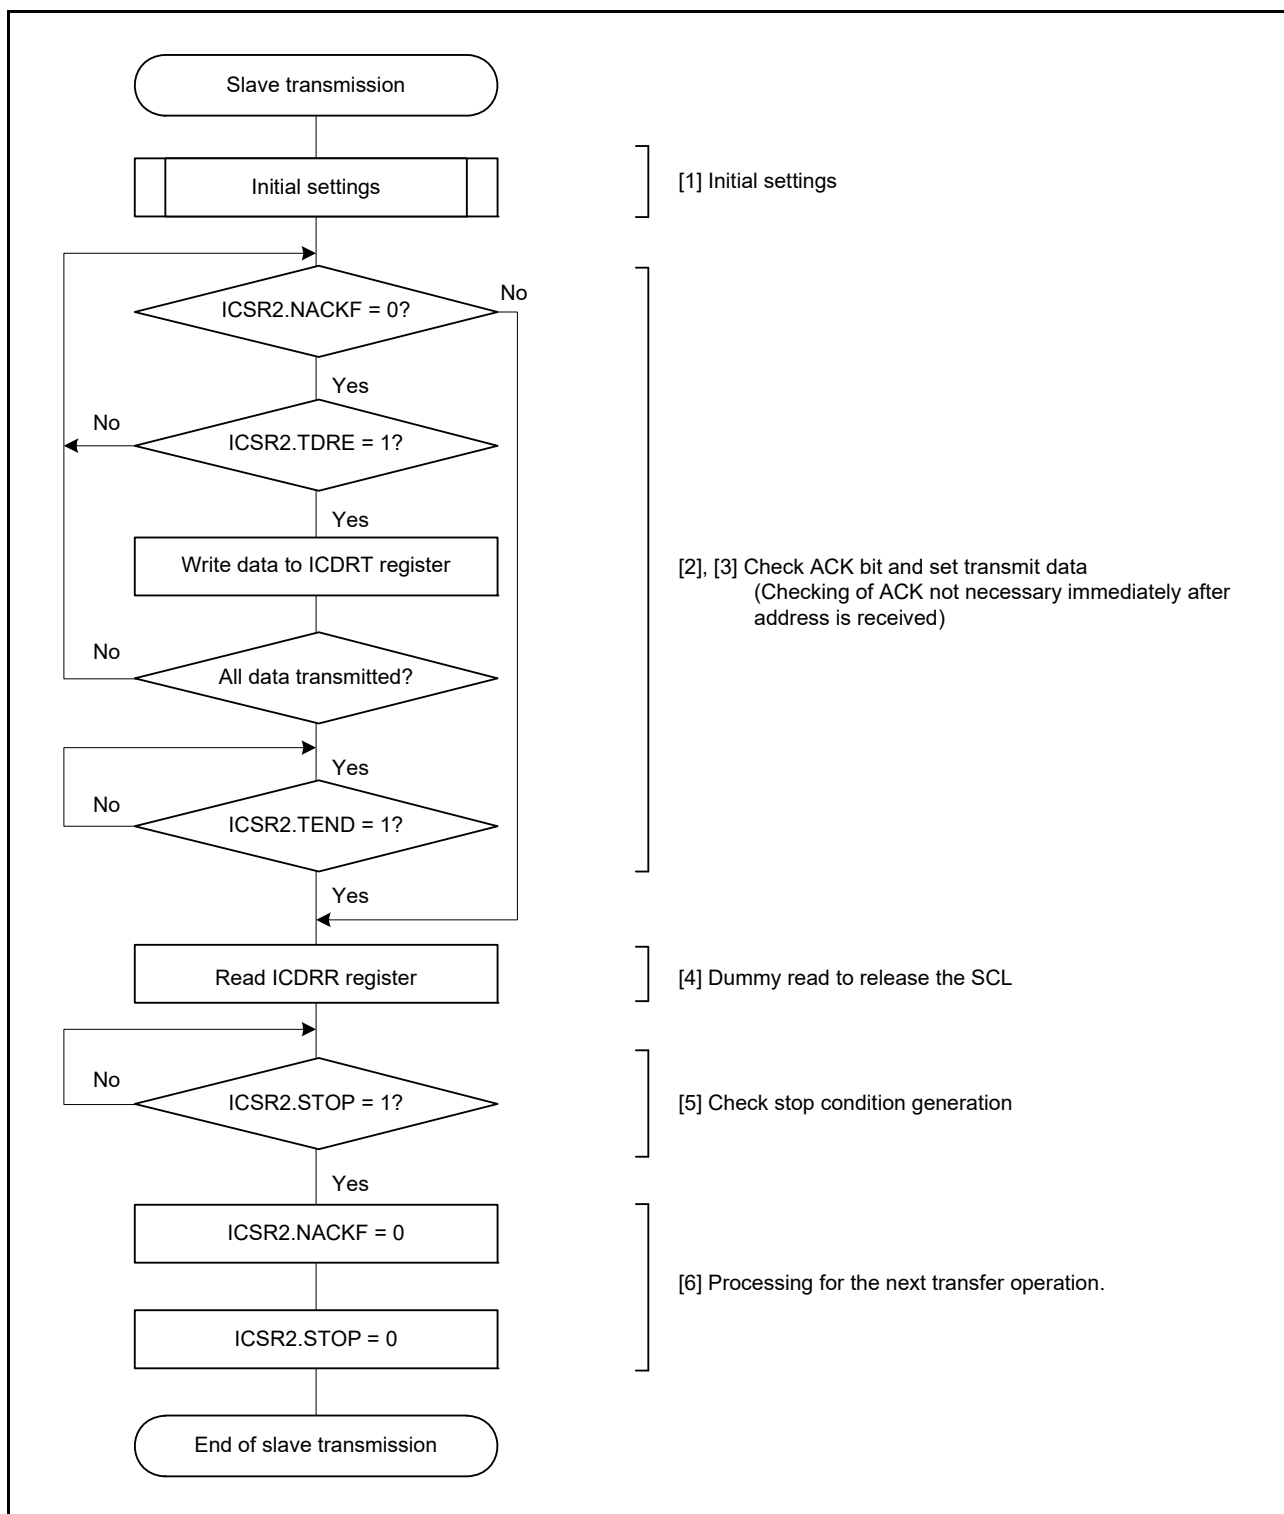 Slave transmission
Initial settings
[1] Initial settings
ICSR2.NACKF = 0?
No
Yes
No
ICSR2.TDRE = 1?
Yes
Write data to ICDRT register
[2], [3] Check ACK bit and set transmit data
(Checking of ACK not necessary immediately after
address is received)
No
All data transmitted?
Yes
No
ICSR2.TEND = 1?
Yes
Read ICDRR register
[4] Dummy read to release the SCL
No
ICSR2.STOP = 1?
[5] Check stop condition generation
Yes
ICSR2.NACKF = 0
[6] Processing for the next transfer operation.
ICSR2.STOP = 0
End of slave transmission